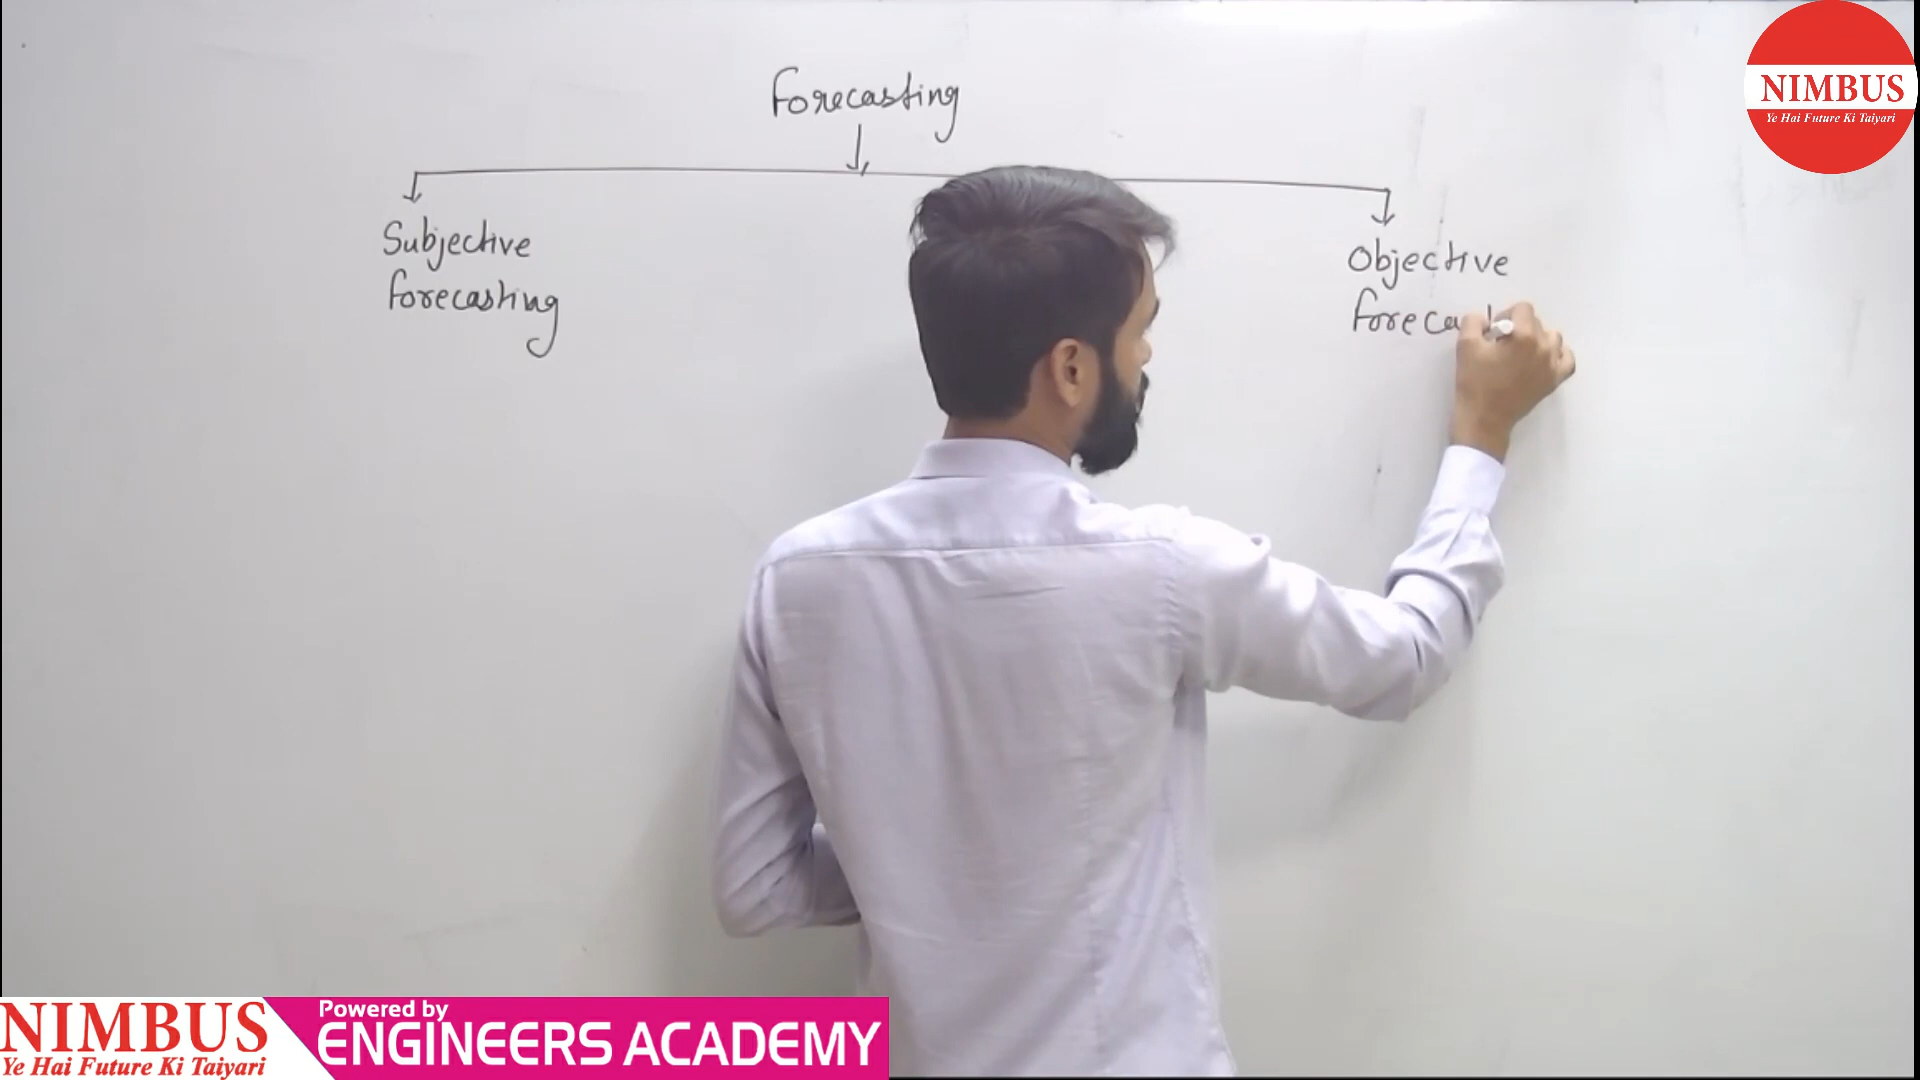 Forecasting
Subjective
forecasting
Objective
NIMBUS
Ye Hai Future Ki Taiyari
NIMBUS
Ye Hai Future Ki Taiyari
Powered by
ENGINEERS ACADEMY